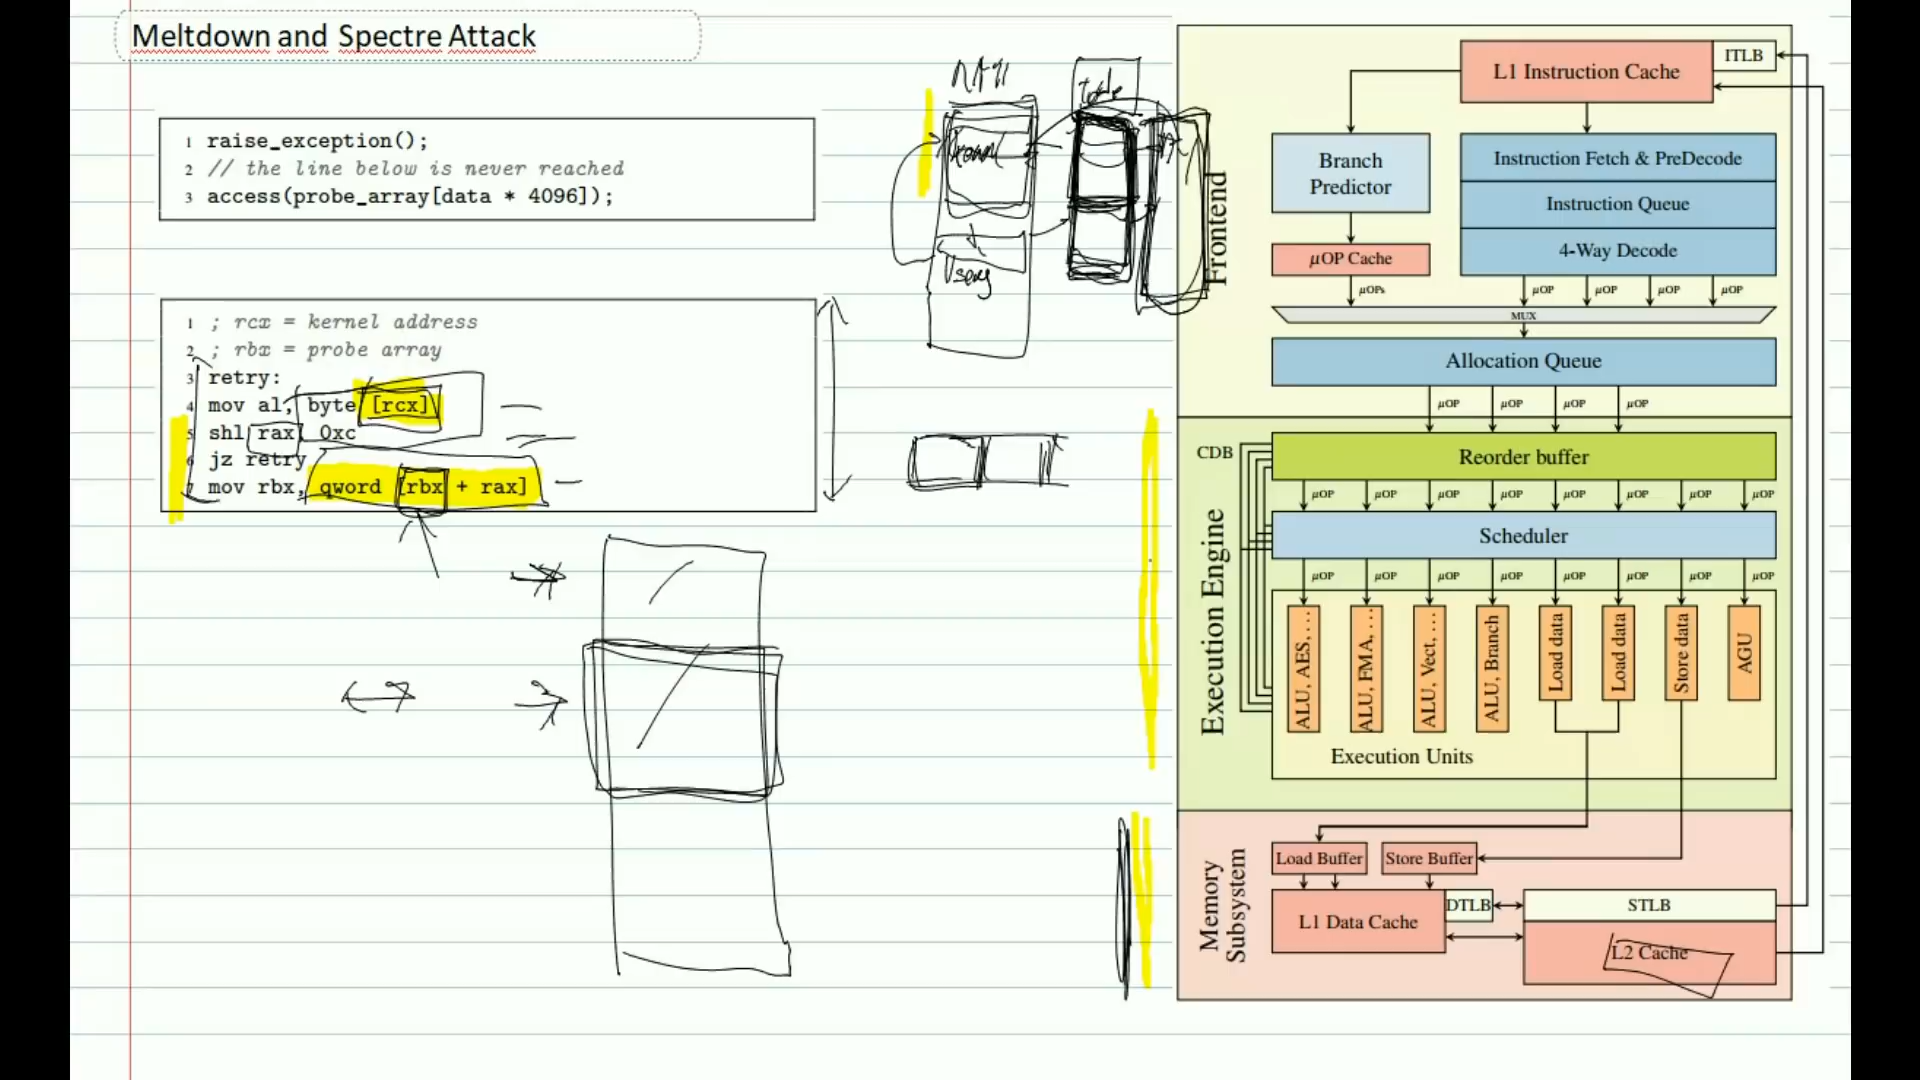 Meltdown and Spectre Attack
1 raise_exception();
2 // the line below is never reached
3 access(probe_array[data * 4096]);
1 ; rcx = kernel address
2 ; rbx = probe array
3 retry:
4 mov al, byte [rcx]
5 shl rax, 0xc
6 jz retry
7 mov rbx, qword [rbx + rax]
L1 Instruction Cache
ITLB
Branch
Predictor
Instruction Fetch & PreDecode
Instruction Queue
4-Way Decode
µOP Cache
µOPs
µOP µOP µOP µOP
MUX
Allocation Queue
µOP µOP µOP µOP
Frontend
CDB
Reorder buffer
µOP µOP µOP µOP µOP µOP µOP µOP
Scheduler
µOP µOP µOP µOP µOP µOP µOP µOP
ALU, AES, ...
ALU, FMA, ...
ALU, Vect, ...
ALU, Branch
Load data
Load data
Store data
AGU
Execution Units
Execution Engine
Load Buffer
Store Buffer
L1 Data Cache
DTLB
STLB
L2 Cache
Memory
Subsystem